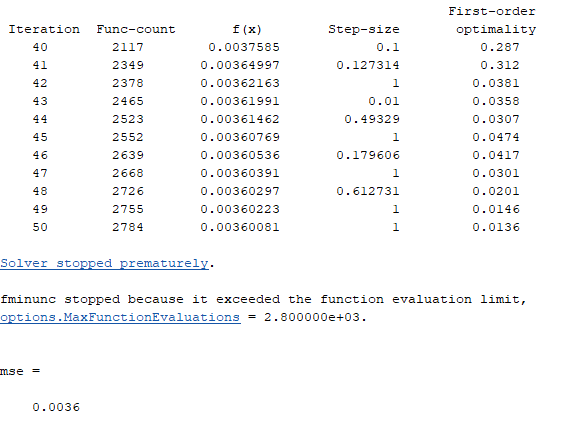 First-order
Iteration Func-count f(x) Step-size optimality
40 2117 0.0037585 0.1 0.287
41 2349 0.00364997 0.127314 0.312
42 2378 0.00362163 1 0.0381
43 2465 0.00361991 0.01 0.0358
44 2523 0.00361462 0.49329 0.0307
45 2552 0.00360769 1 0.0474
46 2639 0.00360536 0.179606 0.0417
47 2668 0.00360391 1 0.0301
48 2726 0.00360297 0.612731 0.0201
49 2755 0.00360223 1 0.0146
50 2784 0.00360081 1 0.0136
Solver stopped prematurely.
fminunc stopped because it exceeded the function evaluation limit,
options.MaxFunctionEvaluations = 2.800000e+03.
mse =
0.0036